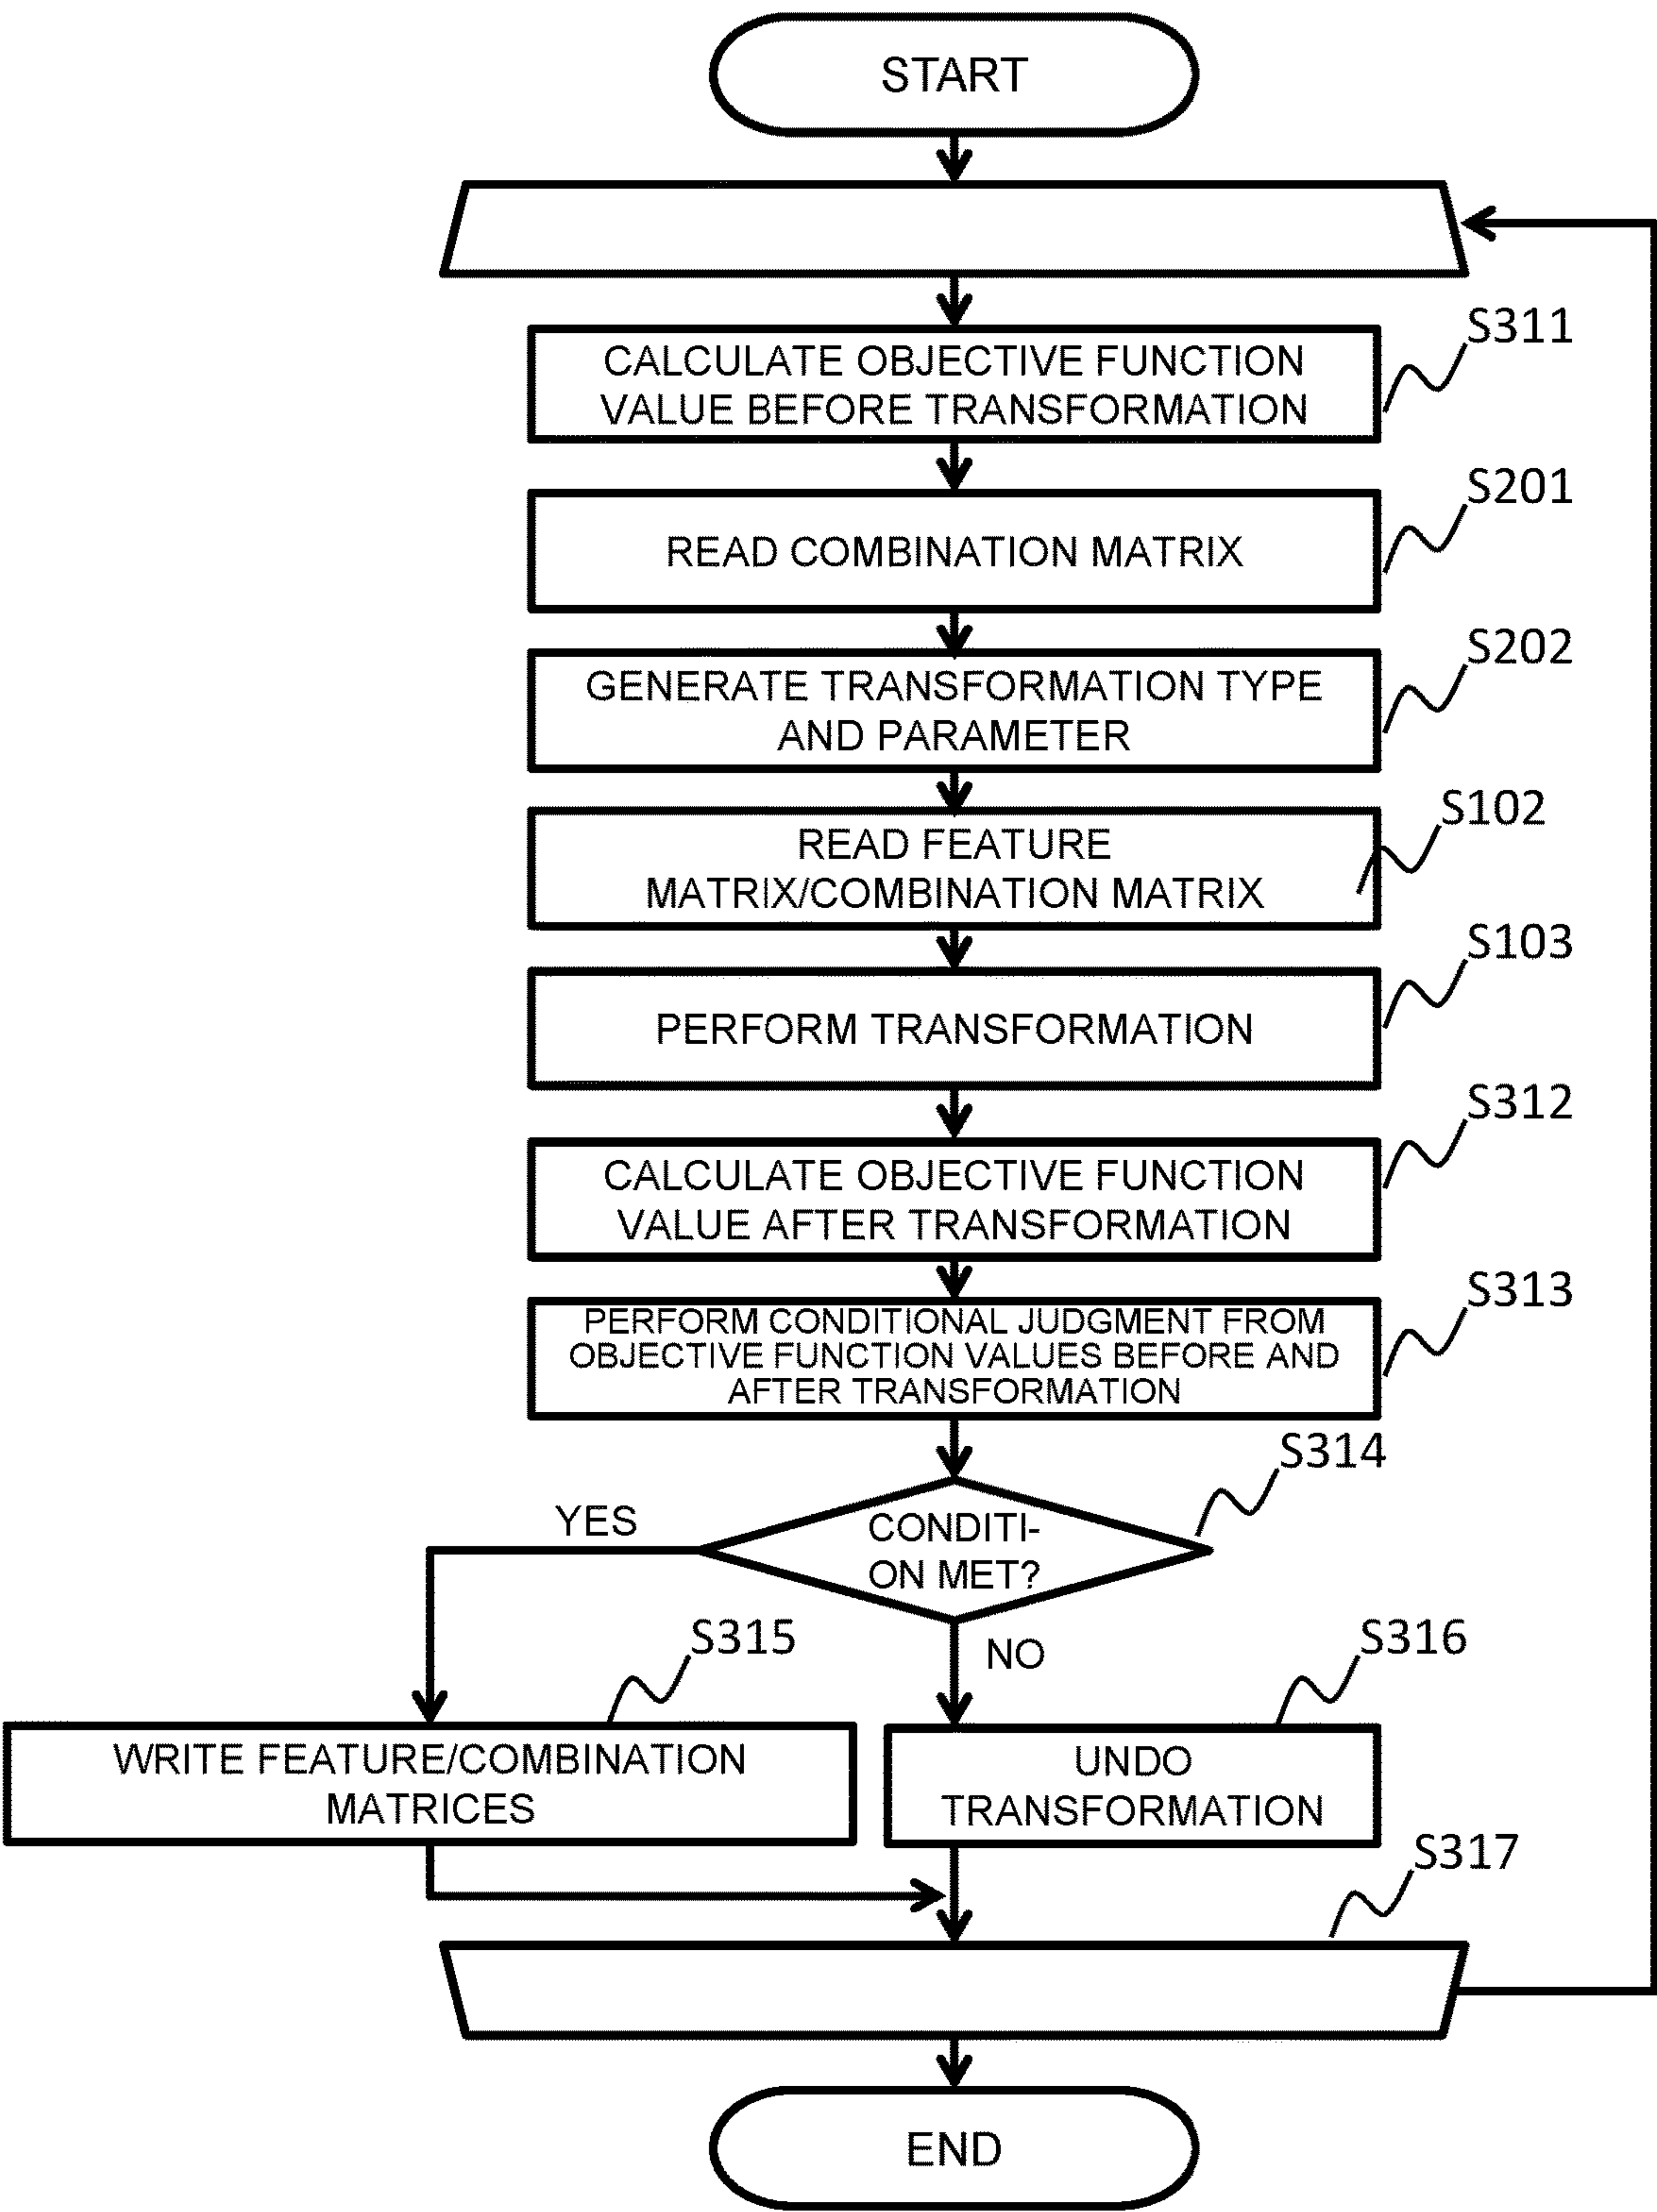 START
S311
CALCULATE OBJECTIVE FUNCTION
VALUE BEFORE TRANSFORMATION
S201
READ COMBINATION MATRIX
S202
GENERATE TRANSFORMATION TYPE
AND PARAMETER
S102
READ FEATURE
MATRIX/COMBINATION MATRIX
S103
PERFORM TRANSFORMATION
S312
CALCULATE OBJECTIVE FUNCTION
VALUE AFTER TRANSFORMATION
S313
PERFORM CONDITIONAL JUDGMENT FROM
OBJECTIVE FUNCTION VALUES BEFORE AND
AFTER TRANSFORMATION
S314
YES
CONDITI-
ON MET?
NO
S315
S316
WRITE FEATURE/COMBINATION
MATRICES
UNDO
TRANSFORMATION
S317
END